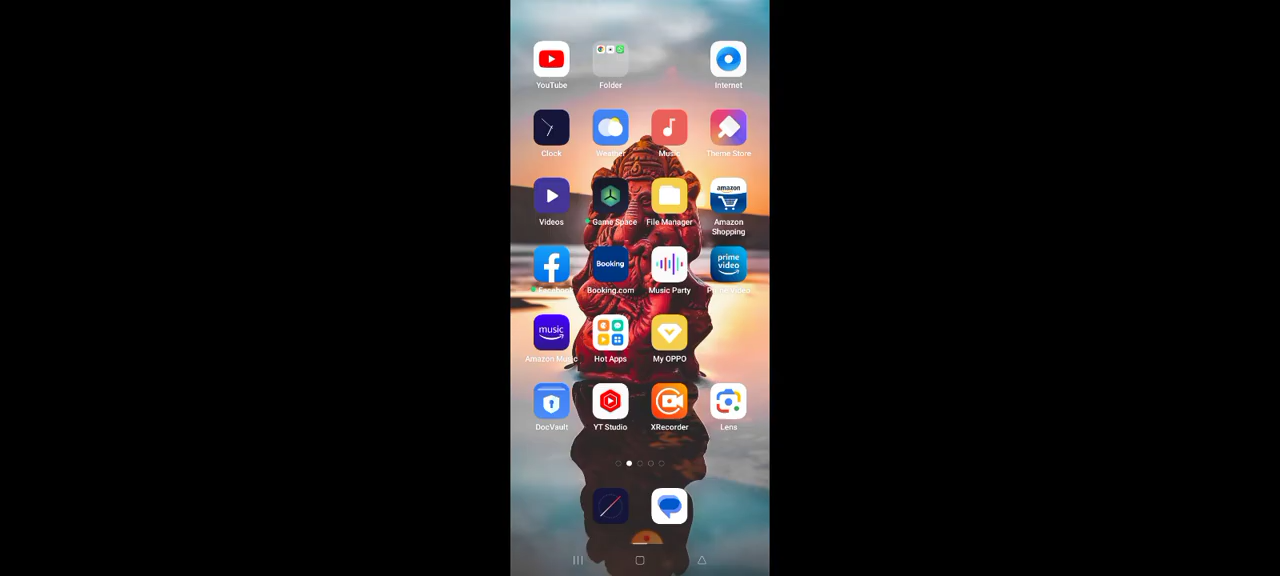 YouTube
Folder
Internet
Clock
Weather
Music
Theme Store
Videos
Game Space
File Manager
amazon
Amazon
Shopping
Facebook
Booking
Booking.com
Music Party
prime
video
Prime Video
music
Amazon Music
Hot Apps
My OPPO
DocVault
YT Studio
XRecorder
Lens